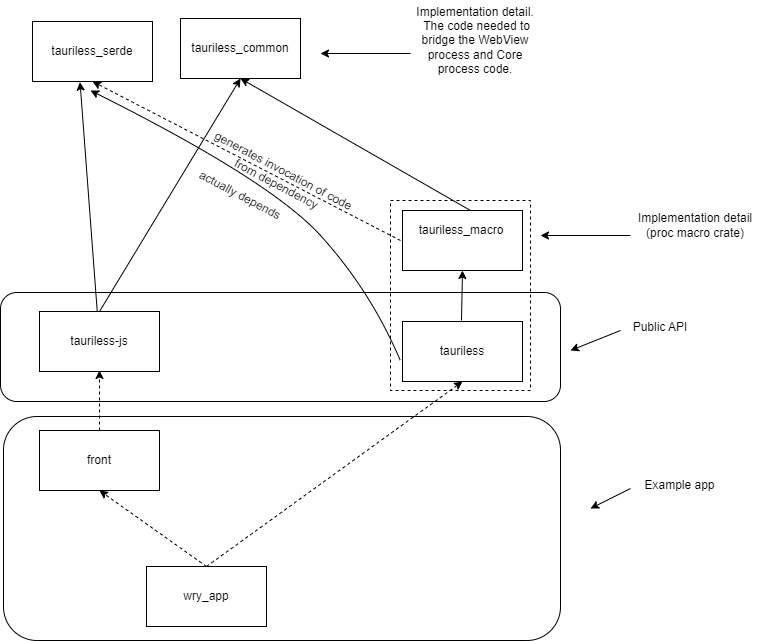 Implementation detail.
The code needed to
bridge the WebView
process and Core
process code.
tauriless_serde
tauriless_common
generates invocation of code
from dependency
actually depends
tauriless_macro
Implementation detail
(proc macro crate)
tauriless-js
tauriless
Public API
front
Example app
wry_app